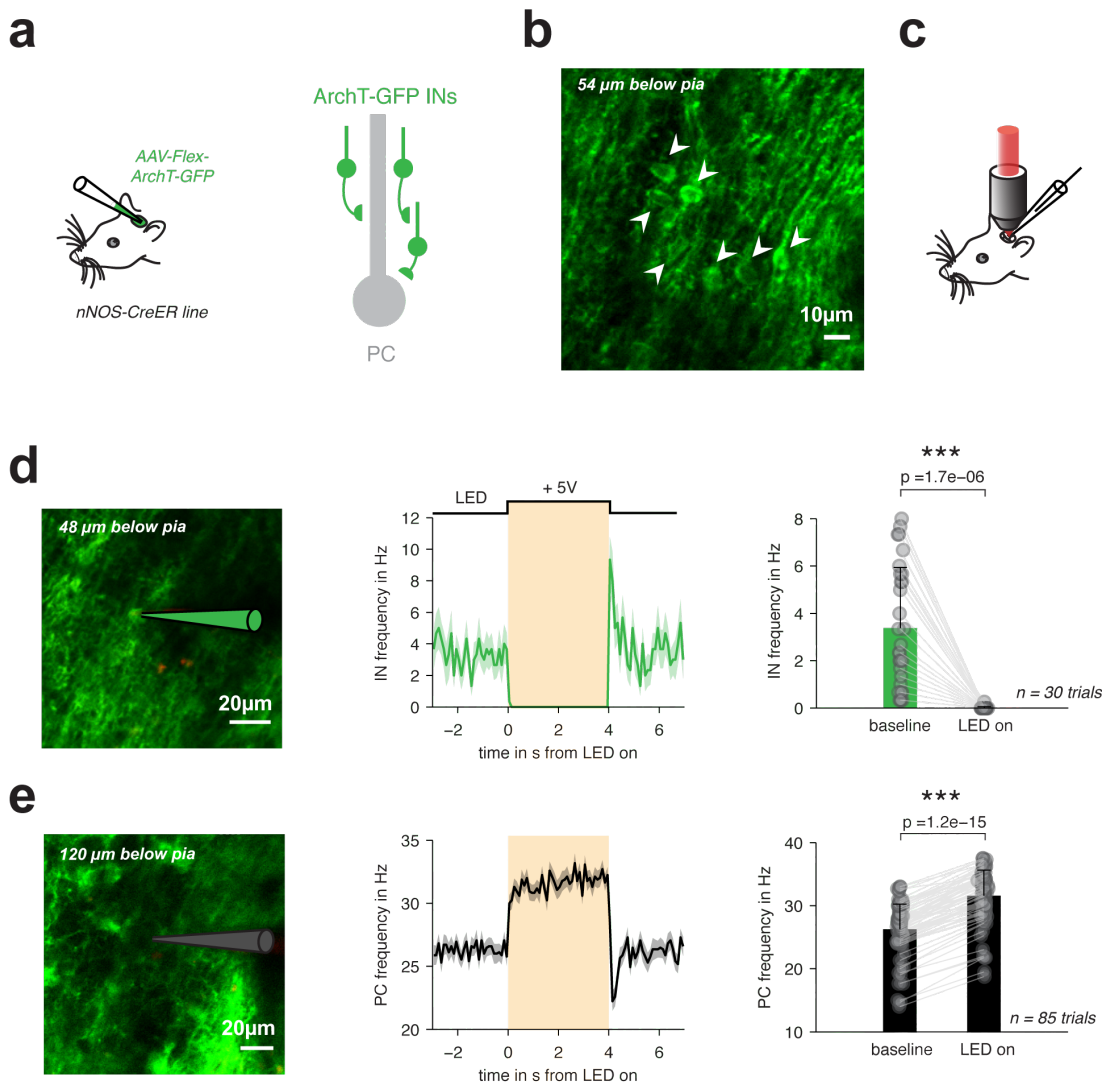 a
b
c
AAV-Flex-
ArchT-GFP
nNOS-CreER line
ArchT-GFP INs
PC
54 µm below pia
10µm
d
48 µm below pia
20µm
LED
+ 5V
IN frequency in Hz
12
10
8
6
4
2
0
−2 0 2 4 6
time in s from LED on
***
p =1.7e−06
IN frequency in Hz
8
6
4
2
0
n = 30 trials
baseline LED on
e
120 µm below pia
20µm
PC frequency in Hz
35
30
25
20
−2 0 2 4 6
time in s from LED on
***
p =1.2e−15
PC frequency in Hz
40
30
20
10
n = 85 trials
baseline LED on